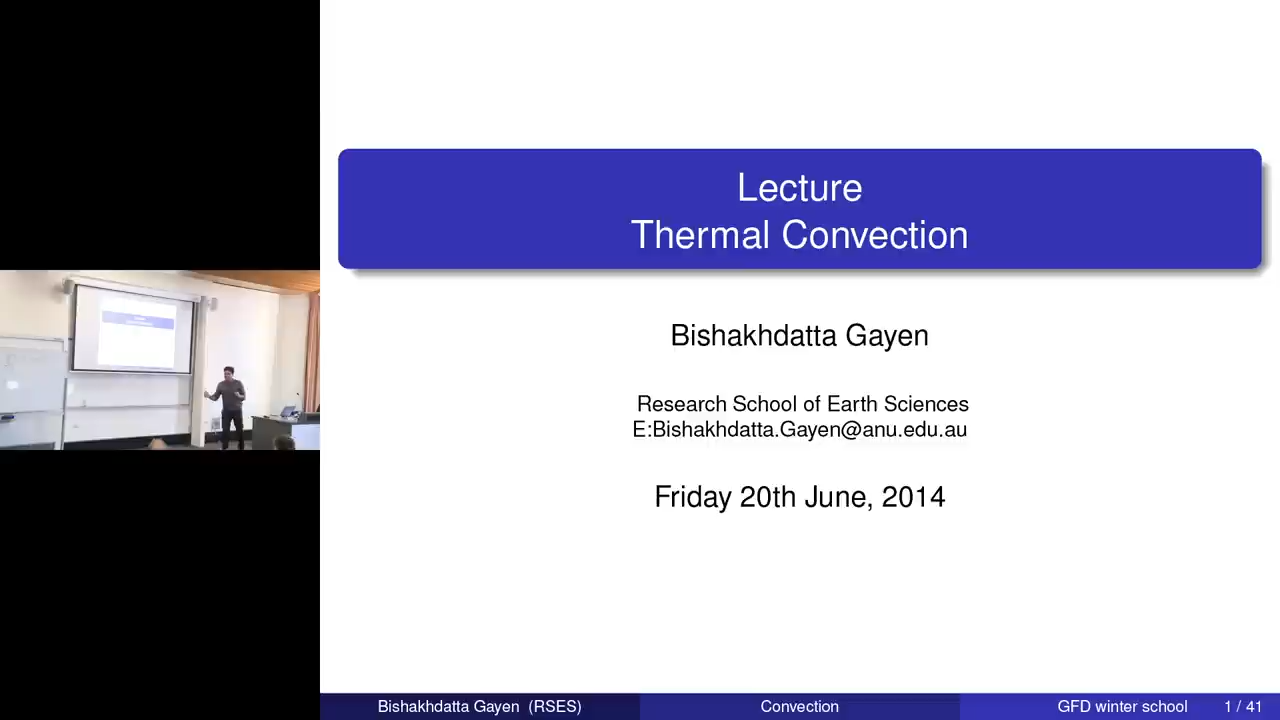 Lecture
Thermal Convection
Bishakhdatta Gayen
Research School of Earth Sciences
E:Bishakhdatta.Gayen@anu.edu.au
Friday 20th June, 2014
Bishakhdatta Gayen (RSES) Convection GFD winter school 1 / 41